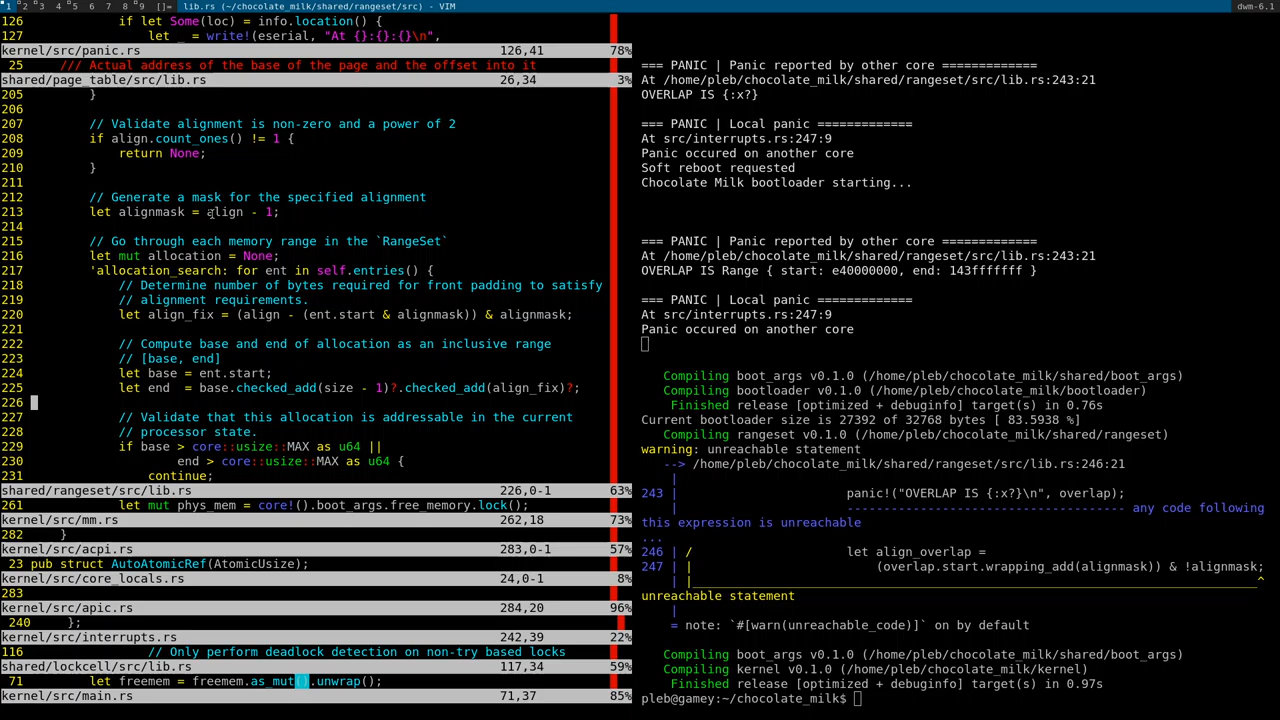 1 2 3 4 5 6 7 8 9 []= lib.rs (~/chocolate_milk/shared/rangeset/src) - VIM dwm-6.1
126 if let Some(loc) = info.location() {
127 let _ = write!(eserial, "At {}:{}:{}\n",
kernel/src/panic.rs 126,41 78%
25 /// Actual address of the base of the page and the offset into it
shared/page_table/src/lib.rs 26,34 3%
205 }
206
207 // Validate alignment is non-zero and a power of 2
208 if align.count_ones() != 1 {
209 return None;
210 }
211
212 // Generate a mask for the specified alignment
213 let alignmask = align - 1;
214
215 // Go through each memory range in the `RangeSet`
216 let mut allocation = None;
217 'allocation_search: for ent in self.entries() {
218 // Determine number of bytes required for front padding to satisfy
219 // alignment requirements.
220 let align_fix = (align - (ent.start & alignmask)) & alignmask;
221
222 // Compute base and end of allocation as an inclusive range
223 // [base, end]
224 let base = ent.start;
225 let end  = base.checked_add(size - 1)?.checked_add(align_fix)?;
226
227 // Validate that this allocation is addressable in the current
228 // processor state.
229 if base > core::usize::MAX as u64 ||
230 end > core::usize::MAX as u64 {
231 continue;
shared/rangeset/src/lib.rs 226,0-1 63%
261 let mut phys_mem = core!().boot_args.free_memory.lock();
kernel/src/mm.rs 262,18 73%
282 }
kernel/src/acpi.rs 283,0-1 57%
23 pub struct AutoAtomicRef(AtomicUsize);
kernel/src/core_locals.rs 24,0-1 8%
283
kernel/src/apic.rs 284,20 96%
240 };
kernel/src/interrupts.rs 242,39 22%
116 // Only perform deadlock detection on non-try based locks
shared/lockcell/src/lib.rs 117,34 59%
71 let freemem = freemem.as_mut().unwrap();
kernel/src/main.rs 71,37 85%
=== PANIC | Panic reported by other core =============
At /home/pleb/chocolate_milk/shared/rangeset/src/lib.rs:243:21
OVERLAP IS {:x?}
=== PANIC | Local panic =============
At src/interrupts.rs:247:9
Panic occured on another core
Soft reboot requested
Chocolate Milk bootloader starting...
=== PANIC | Panic reported by other core =============
At /home/pleb/chocolate_milk/shared/rangeset/src/lib.rs:243:21
OVERLAP IS Range { start: e40000000, end: 143fffffff }
=== PANIC | Local panic =============
At src/interrupts.rs:247:9
Panic occured on another core
Compiling boot_args v0.1.0 (/home/pleb/chocolate_milk/shared/boot_args)
Compiling bootloader v0.1.0 (/home/pleb/chocolate_milk/bootloader)
Finished release [optimized + debuginfo] target(s) in 0.76s
Current bootloader size is 27392 of 32768 bytes [ 83.5938 %]
Compiling rangeset v0.1.0 (/home/pleb/chocolate_milk/shared/rangeset)
warning: unreachable statement
--> /home/pleb/chocolate_milk/shared/rangeset/src/lib.rs:246:21
|
243 | panic!("OVERLAP IS {:x?}\n", overlap);
| ------------------------------------- any code following
this expression is unreachable
...
246 | / let align_overlap =
247 | | (overlap.start.wrapping_add(alignmask)) & !alignmask;
| |_______________________________________________________________________________^
unreachable statement
|
= note: `#[warn(unreachable_code)]` on by default
Compiling boot_args v0.1.0 (/home/pleb/chocolate_milk/shared/boot_args)
Compiling kernel v0.1.0 (/home/pleb/chocolate_milk/kernel)
Finished release [optimized + debuginfo] target(s) in 0.97s
pleb@gamey:~/chocolate_milk$